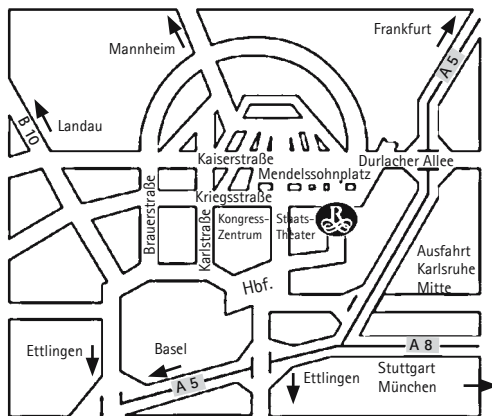 Frankfurt
Mannheim
A 5
Landau
B 10
Kaiserstraße
Durlacher Allee
Mendelssohnplatz
Kriegsstraße
Brauerstraße
Karlstraße
Kongress-
Zentrum
Staats-
Theater
R
Ausfahrt
Karlsruhe
Mitte
Hbf.
Ettlingen
Basel
A 5
A 8
Ettlingen
Stuttgart
München